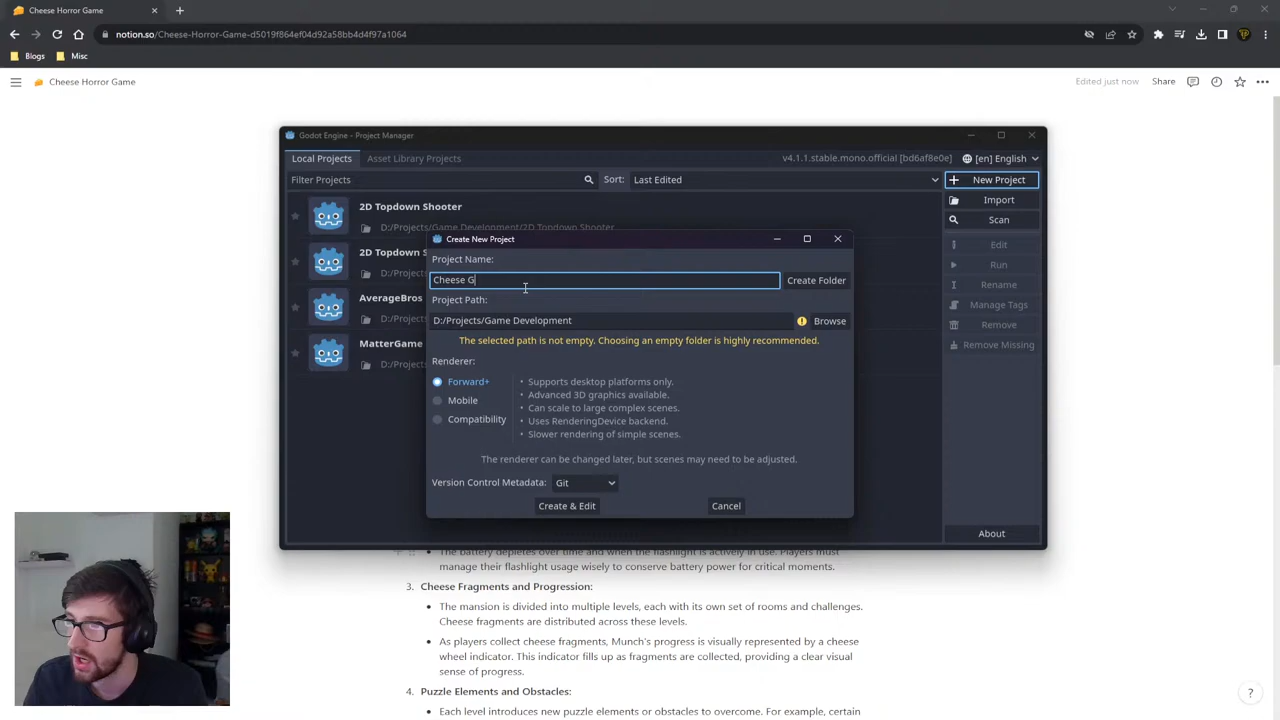 Cheese Horror Game
notion.so/Cheese-Horror-Game-d5019f864ef04d92a58bb4d4f97a1064
Blogs Misc
Cheese Horror Game Edited just now Share
Godot Engine - Project Manager
Local Projects Asset Library Projects v4.1.1.stable.mono.official [bd6af8e0e] [en] English
Filter Projects Sort: Last Edited New Project
Import
Scan
Edit
Run
Rename
Manage Tags
Remove
Remove Missing
About
2D Topdown Shooter
D:/Projects/Game Development/2D Topdown Shooter
2D Topdown S
D:/Project
AverageBros
D:/Project
MatterGame
D:/Project
Create New Project
Project Name:
Cheese G Create Folder
Project Path:
D:/Projects/Game Development Browse
The selected path is not empty. Choosing an empty folder is highly recommended.
Renderer:
Forward+
Mobile
Compatibility
• Supports desktop platforms only.
• Advanced 3D graphics available.
• Can scale to large complex scenes.
• Uses RenderingDevice backend.
• Slower rendering of simple scenes.
The renderer can be changed later, but scenes may need to be adjusted.
Version Control Metadata: Git
Create & Edit Cancel
• The battery depletes over time and when the flashlight is actively in use. Players must
manage their flashlight usage wisely to conserve battery power for critical moments.
3. Cheese Fragments and Progression:
• The mansion is divided into multiple levels, each with its own set of rooms and challenges.
Cheese fragments are distributed across these levels.
• As players collect cheese fragments, Munch's progress is visually represented by a cheese
wheel indicator. This indicator fills up as fragments are collected, providing a clear visual
sense of progress.
4. Puzzle Elements and Obstacles:
• Each level introduces new puzzle elements or obstacles to overcome. For example, certain
?